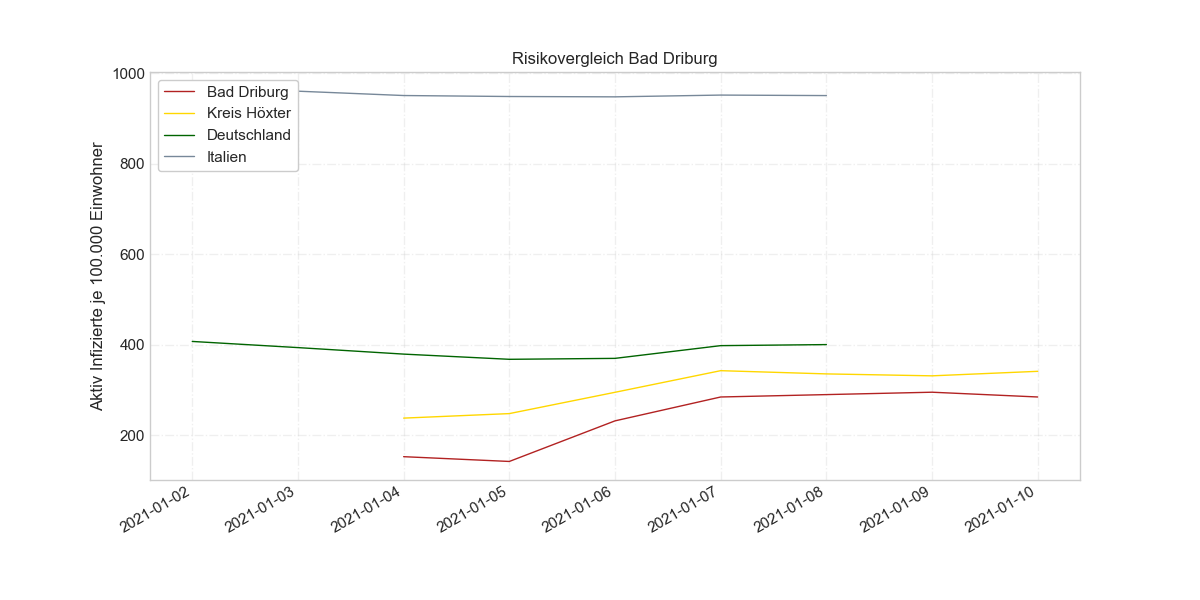 Risikovergleich Bad Driburg
Aktiv Infizierte je 100.000 Einwohner
1000
800
600
400
200
Bad Driburg
Kreis Höxter
Deutschland
Italien
2021-01-02
2021-01-03
2021-01-04
2021-01-05
2021-01-06
2021-01-07
2021-01-08
2021-01-09
2021-01-10